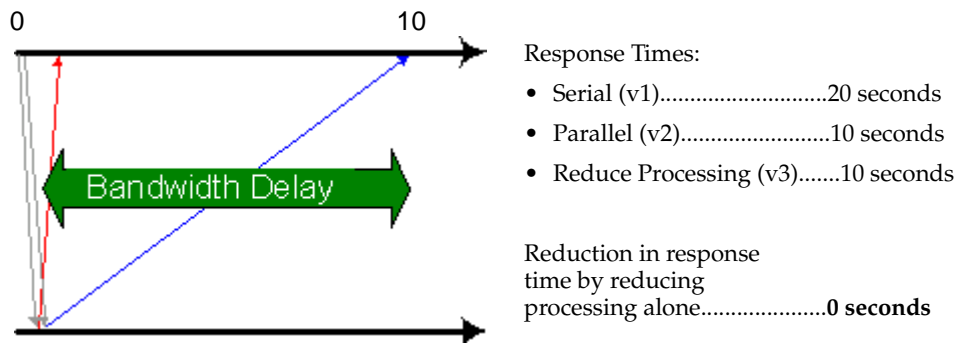 0 10
Bandwidth Delay
Response Times:
• Serial (v1)............................20 seconds
• Parallel (v2).........................10 seconds
• Reduce Processing (v3)......10 seconds
Reduction in response
time by reducing
processing alone.....................0 seconds